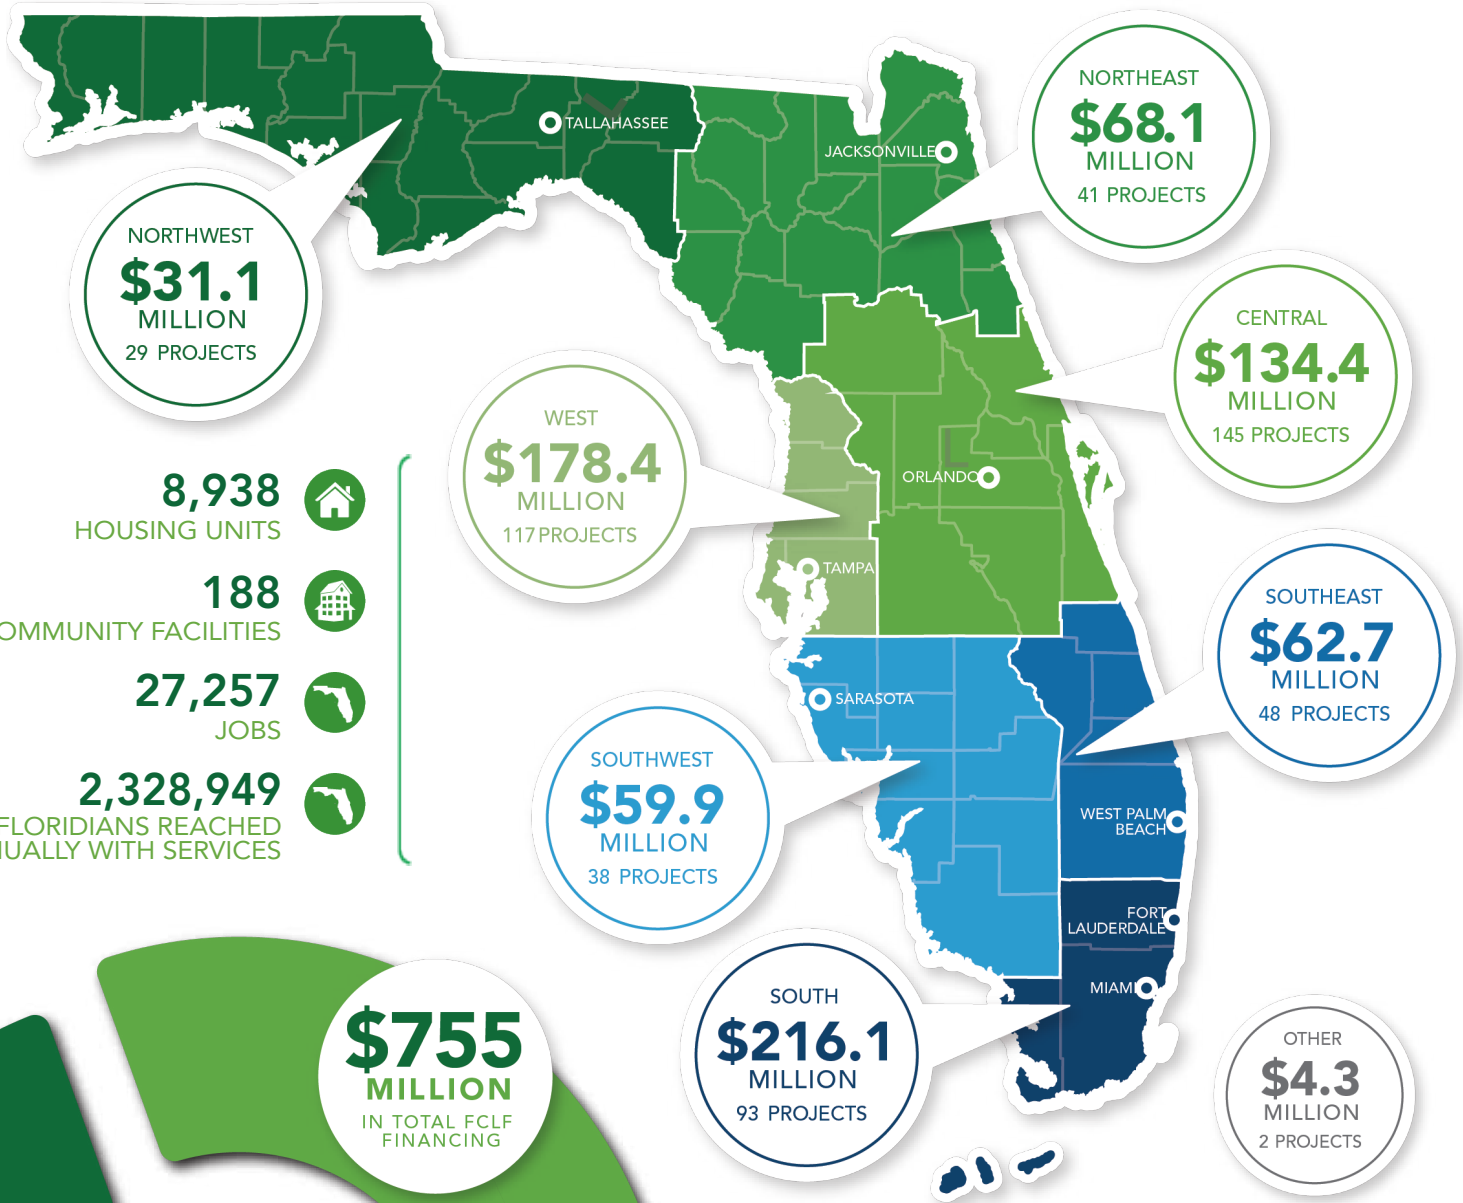 NORTHEAST
$68.1
MILLION
41 PROJECTS
TALLAHASSEE
JACKSONVILLE
NORTHWEST
$31.1
MILLION
29 PROJECTS
CENTRAL
$134.4
MILLION
145 PROJECTS
WEST
$178.4
MILLION
117 PROJECTS
ORLANDO
TAMPA
8,938
HOUSING UNITS
188
OMMUNITY FACILITIES
27,257
JOBS
2,328,949
FLORIDIANS REACHED
UALLY WITH SERVICES
SOUTHEAST
$62.7
MILLION
48 PROJECTS
SARASOTA
SOUTHWEST
$59.9
MILLION
38 PROJECTS
WEST PALM
BEACH
FORT
LAUDERDALE
MIAMI
SOUTH
$216.1
MILLION
93 PROJECTS
$755
MILLION
IN TOTAL FCLF
FINANCING
OTHER
$4.3
MILLION
2 PROJECTS